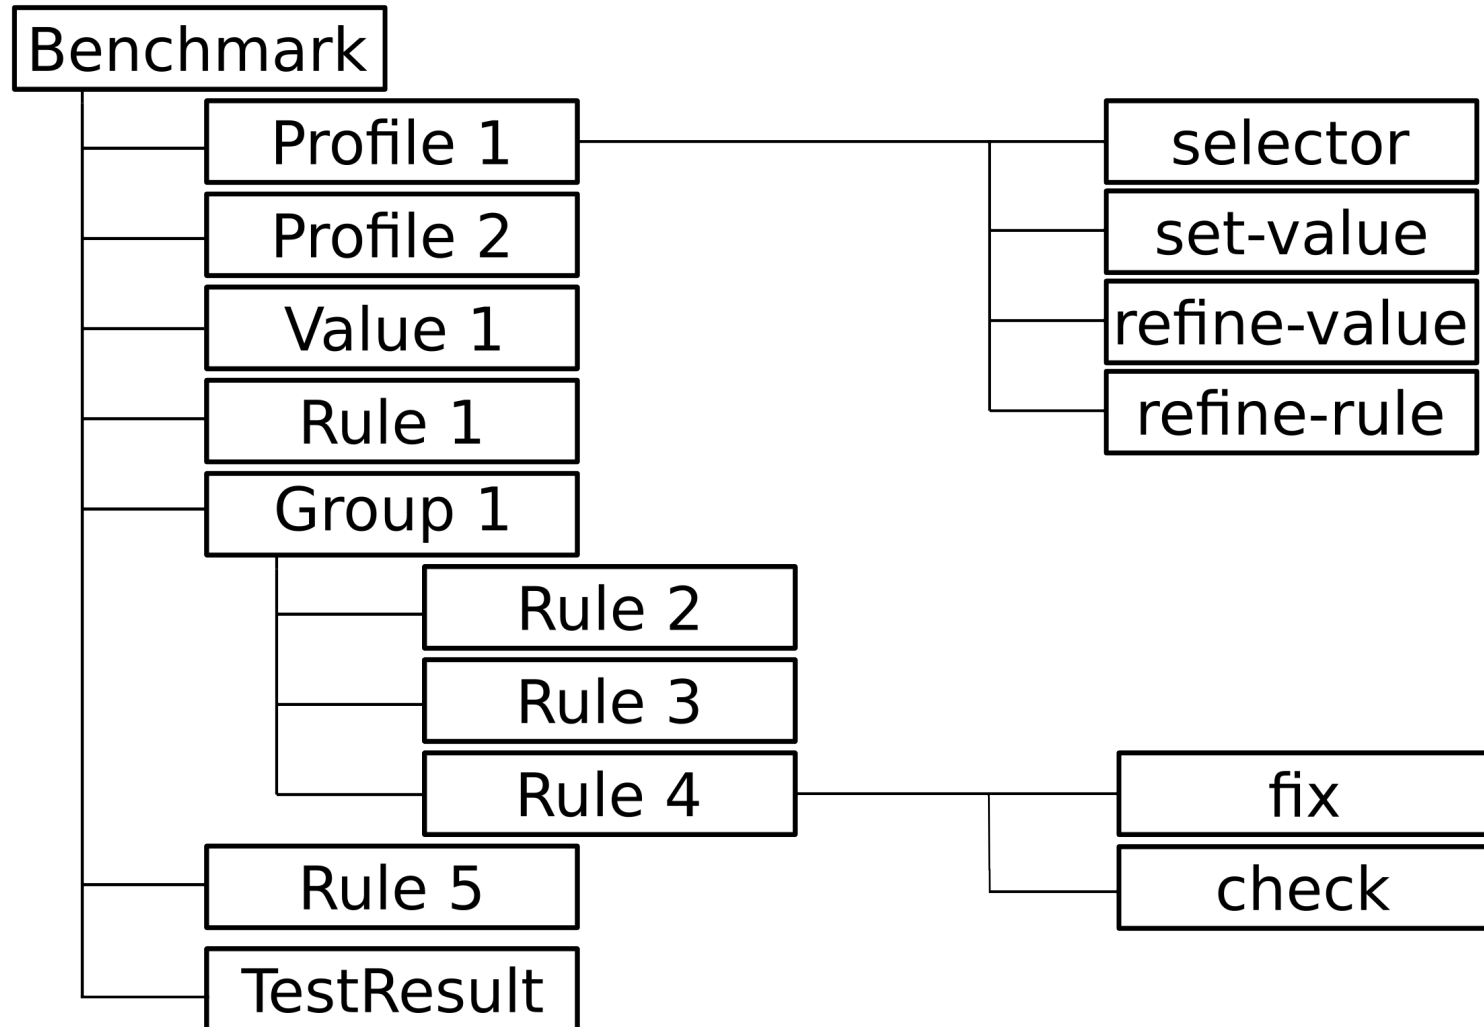 Benchmark
Profile 1
selector
Profile 2
set-value
Value 1
refine-value
Rule 1
refine-rule
Group 1
Rule 2
Rule 3
Rule 4
fix
Rule 5
check
TestResult